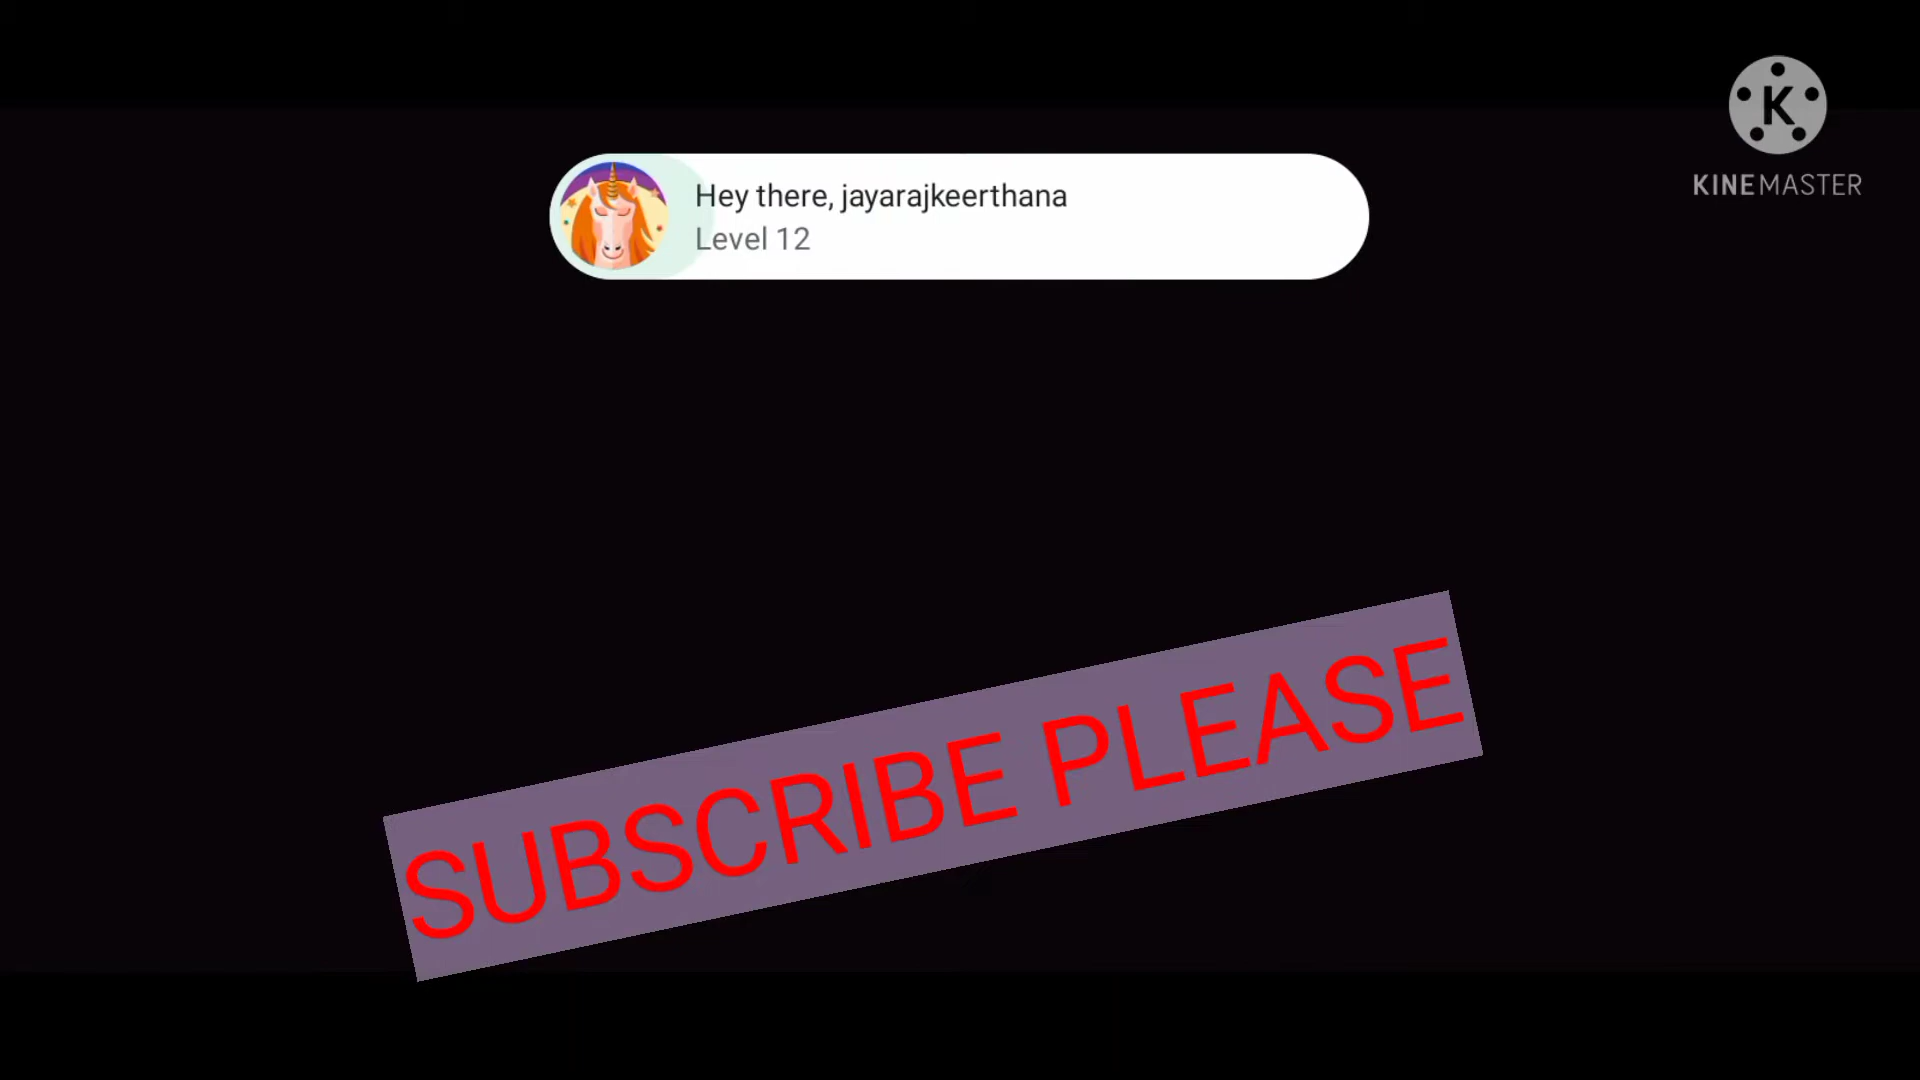 K
KINEMASTER
Hey there, jayarajkeerthana
Level 12
SUBSCRIBE PLEASE